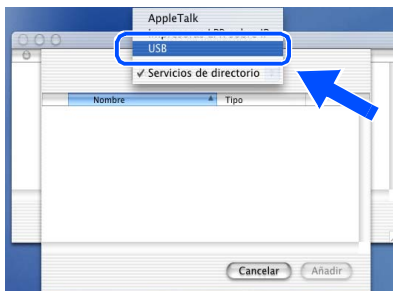 AppleTalk
USB
✓ Servicios de directorio
Nombre Tipo
Cancelar Añadir